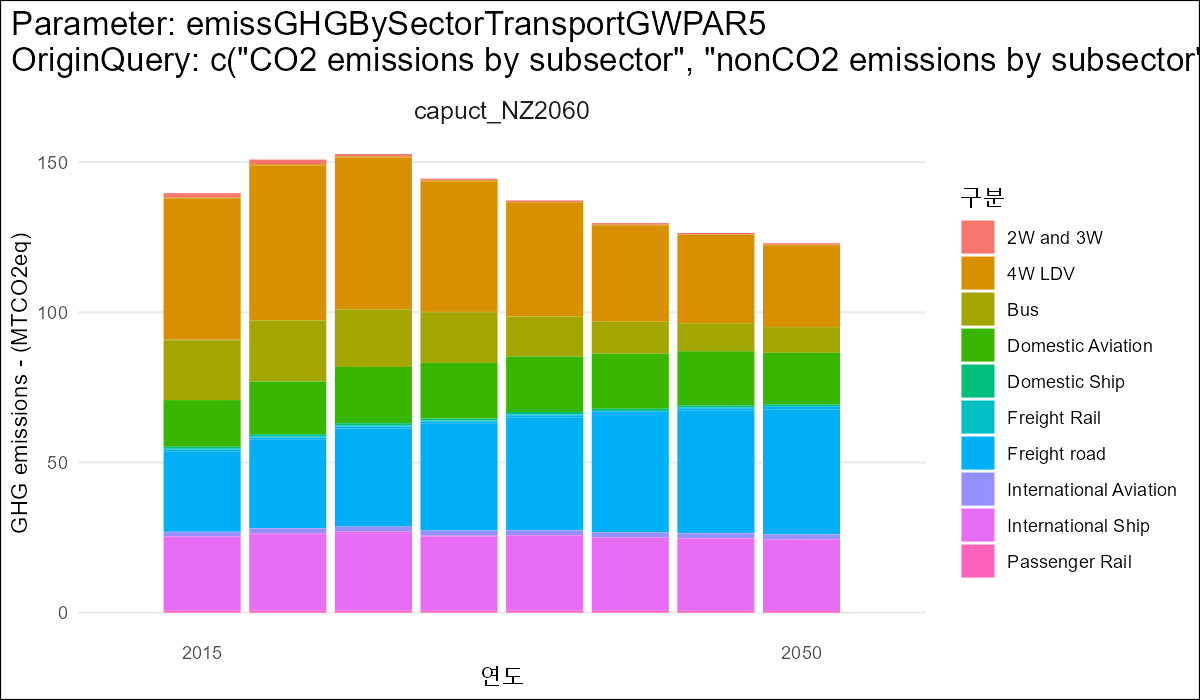 Parameter: emissGHGBySectorTransportGWPAR5
OriginQuery: c("CO2 emissions by subsector", "nonCO2 emissions by subsector"
capuct_NZ2060
GHG emissions - (MTCO2eq)
150
100
50
0
2015
2050
연도
구분
2W and 3W
4W LDV
Bus
Domestic Aviation
Domestic Ship
Freight Rail
Freight road
International Aviation
International Ship
Passenger Rail